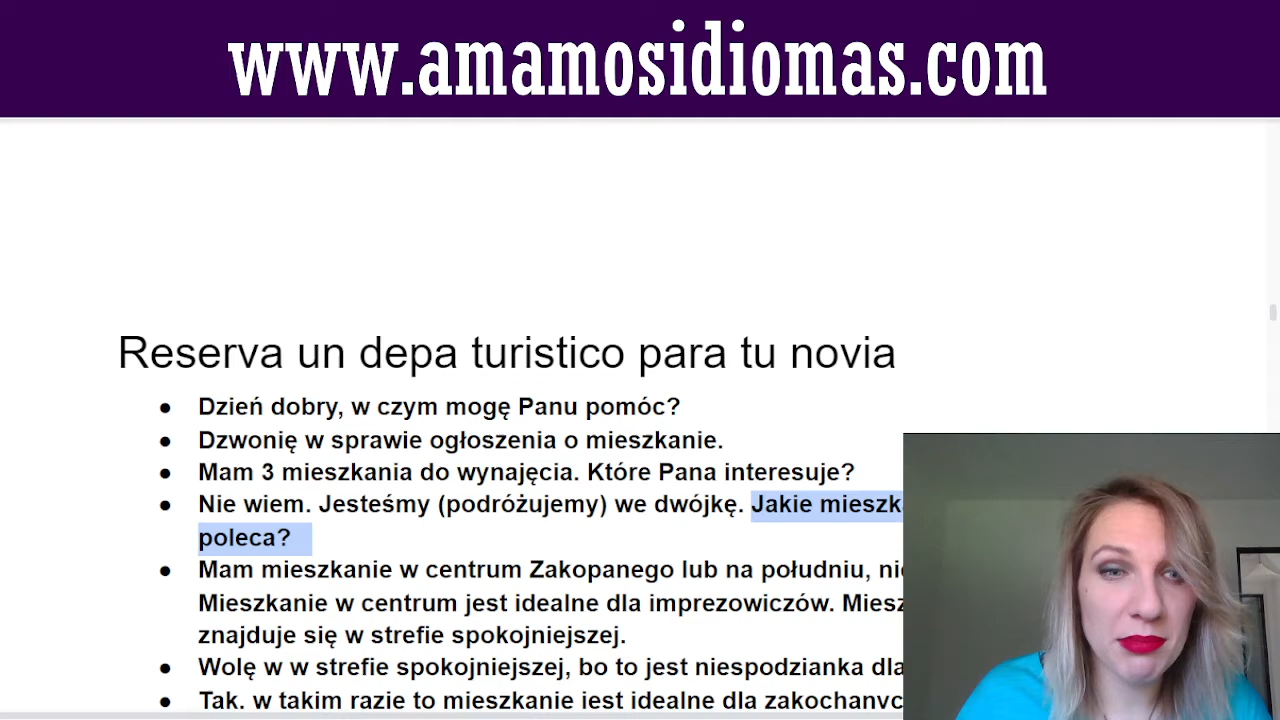 www.amamosidiomas.com
Reserva un depa turistico para tu novia
● Dzień dobry, w czym mogę Panu pomóc?
● Dzwonię w sprawie ogłoszenia o mieszkanie.
● Mam 3 mieszkania do wynajęcia. Które Pana interesuje?
● Nie wiem. Jesteśmy (podróżujemy) we dwójkę. Jakie
poleca?
● Mam mieszkanie w centrum Zakopanego lub na południu,
Mieszkanie w centrum jest idealne dla imprezowiczów.
znajduje się w strefie spokojniejszej.
● Wolę w w strefie spokojniejszej, bo to jest niespodzianka dla
● Tak. w takim razie to mieszkanie jest idealne dla